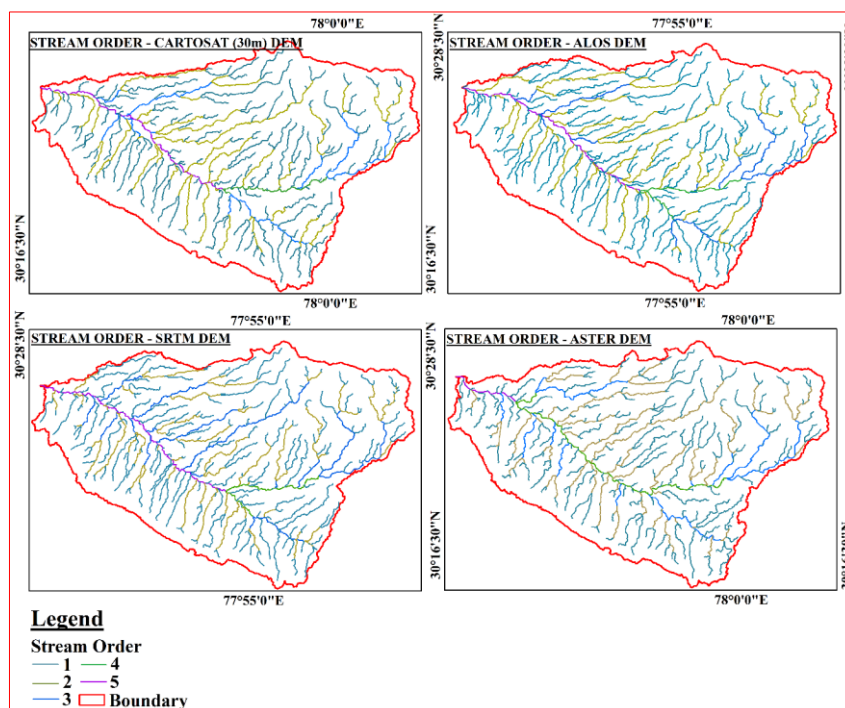 78°0'0"E
77°55'0"E
STREAM ORDER - CARTOSAT (30m) DEM
STREAM ORDER - ALOS DEM
30°28'30"N
30°16'30"N
30°16'30"N
78°0'0"E
77°55'0"E
77°55'0"E
78°0'0"E
STREAM ORDER - SRTM DEM
STREAM ORDER - ASTER DEM
30°28'30"N
30°28'30"N
30°16'30"N
30°16'30"N
77°55'0"E
78°0'0"E
Legend
Stream Order
1
4
2
5
3
Boundary